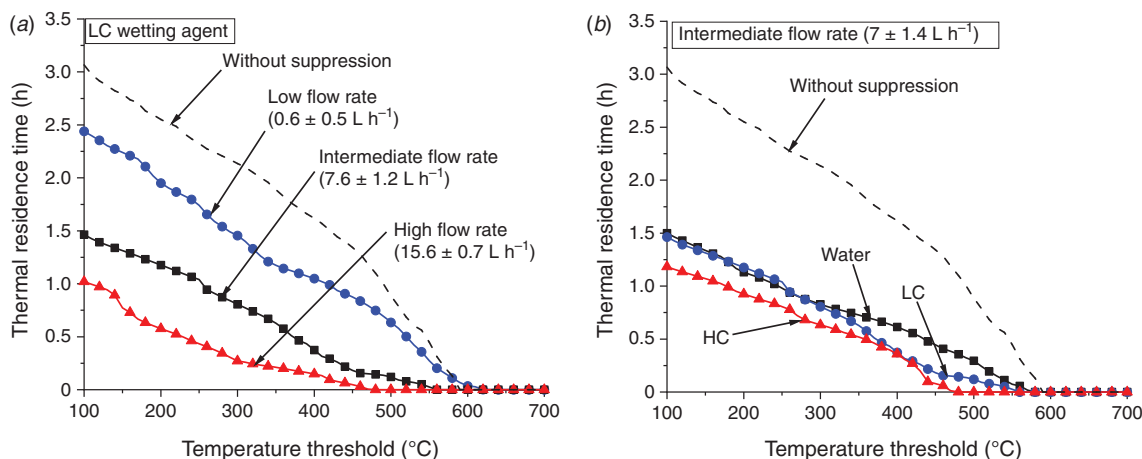 (a)
LC wetting agent
Without suppression
Low flow rate
(0.6 ± 0.5 L h⁻¹)
Intermediate flow rate
(7.6 ± 1.2 L h⁻¹)
High flow rate
(15.6 ± 0.7 L h⁻¹)
Thermal residence time (h)
3.5
3.0
2.5
2.0
1.5
1.0
0.5
0
100 200 300 400 500 600 700
Temperature threshold (°C)
(b)
Intermediate flow rate (7 ± 1.4 L h⁻¹)
Without suppression
Water
LC
HC
Thermal residence time (h)
3.5
3.0
2.5
2.0
1.5
1.0
0.5
0
100 200 300 400 500 600 700
Temperature threshold (°C)